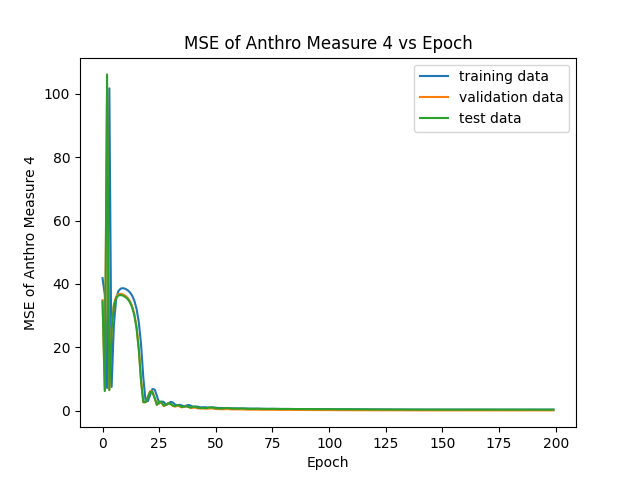 MSE of Anthro Measure 4 vs Epoch
training data
validation data
test data
MSE of Anthro Measure 4
100
80
60
40
20
0
0 25 50 75 100 125 150 175 200
Epoch